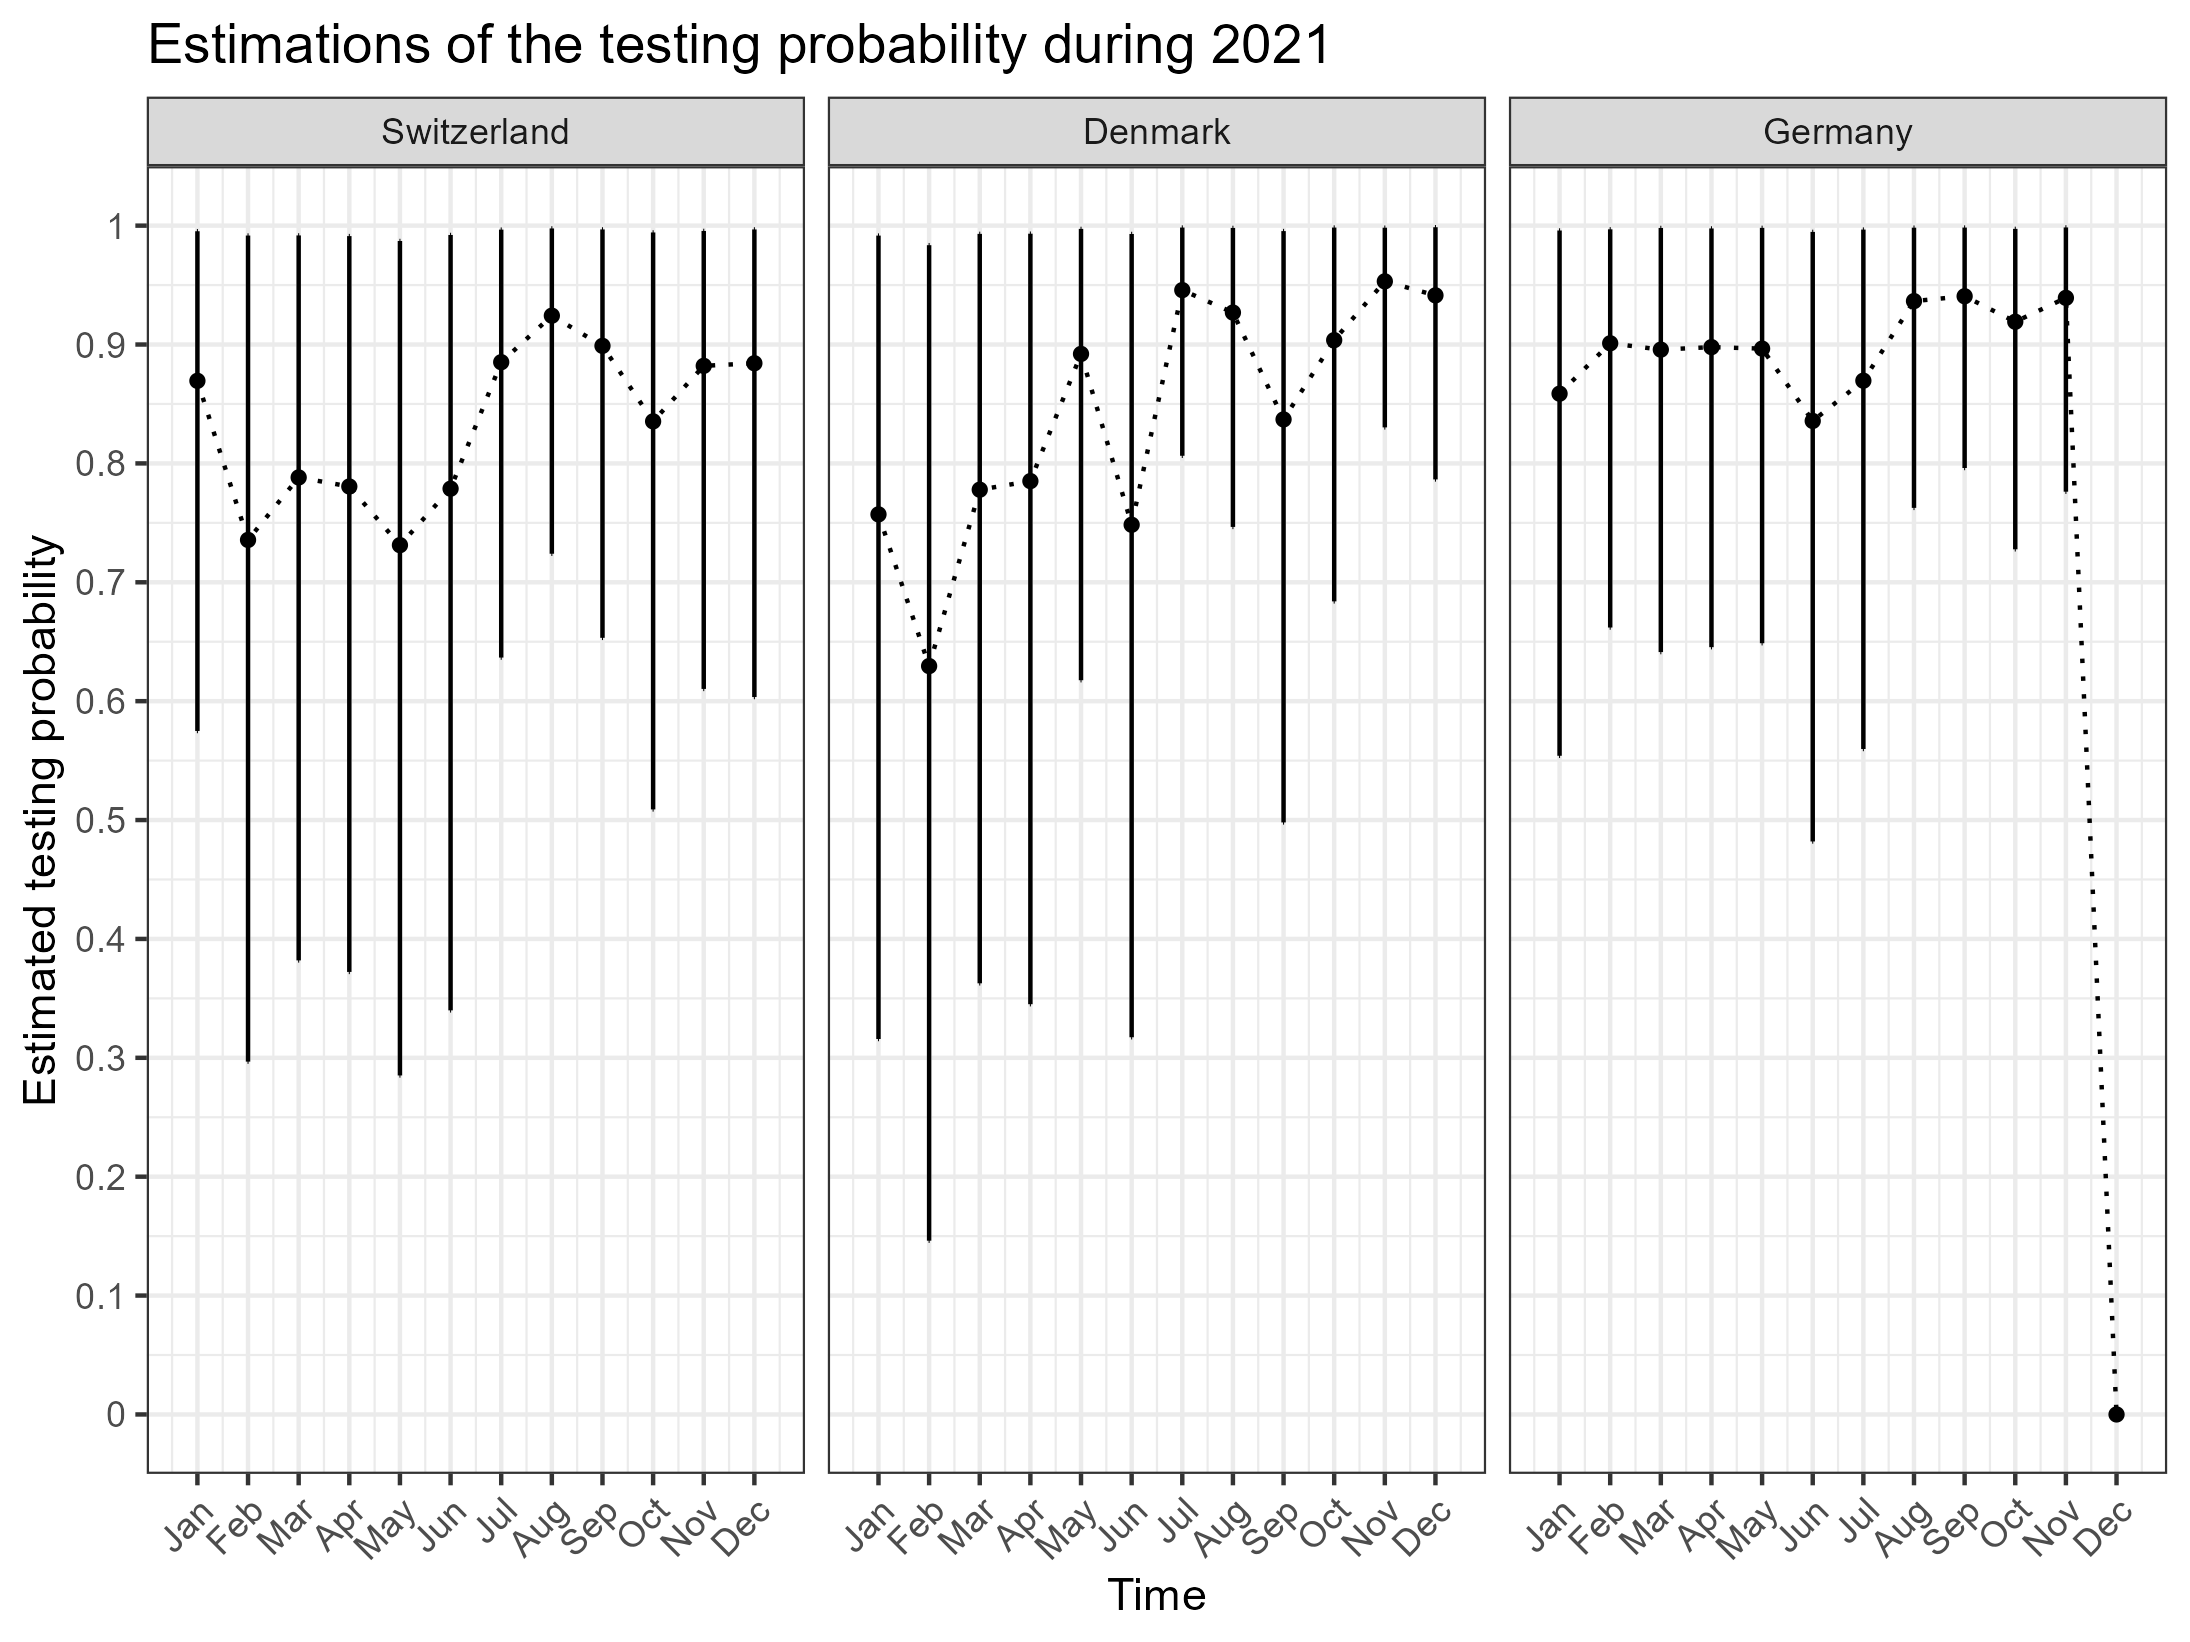 Estimations of the testing probability during 2021
Switzerland
Denmark
Germany
Estimated testing probability
1
0.9
0.8
0.7
0.6
0.5
0.4
0.3
0.2
0.1
0
Jan Feb Mar Apr May Jun Jul Aug Sep Oct Nov Dec
Jan Feb Mar Apr May Jun Jul Aug Sep Oct Nov Dec
Jan Feb Mar Apr May Jun Jul Aug Sep Oct Nov Dec
Time